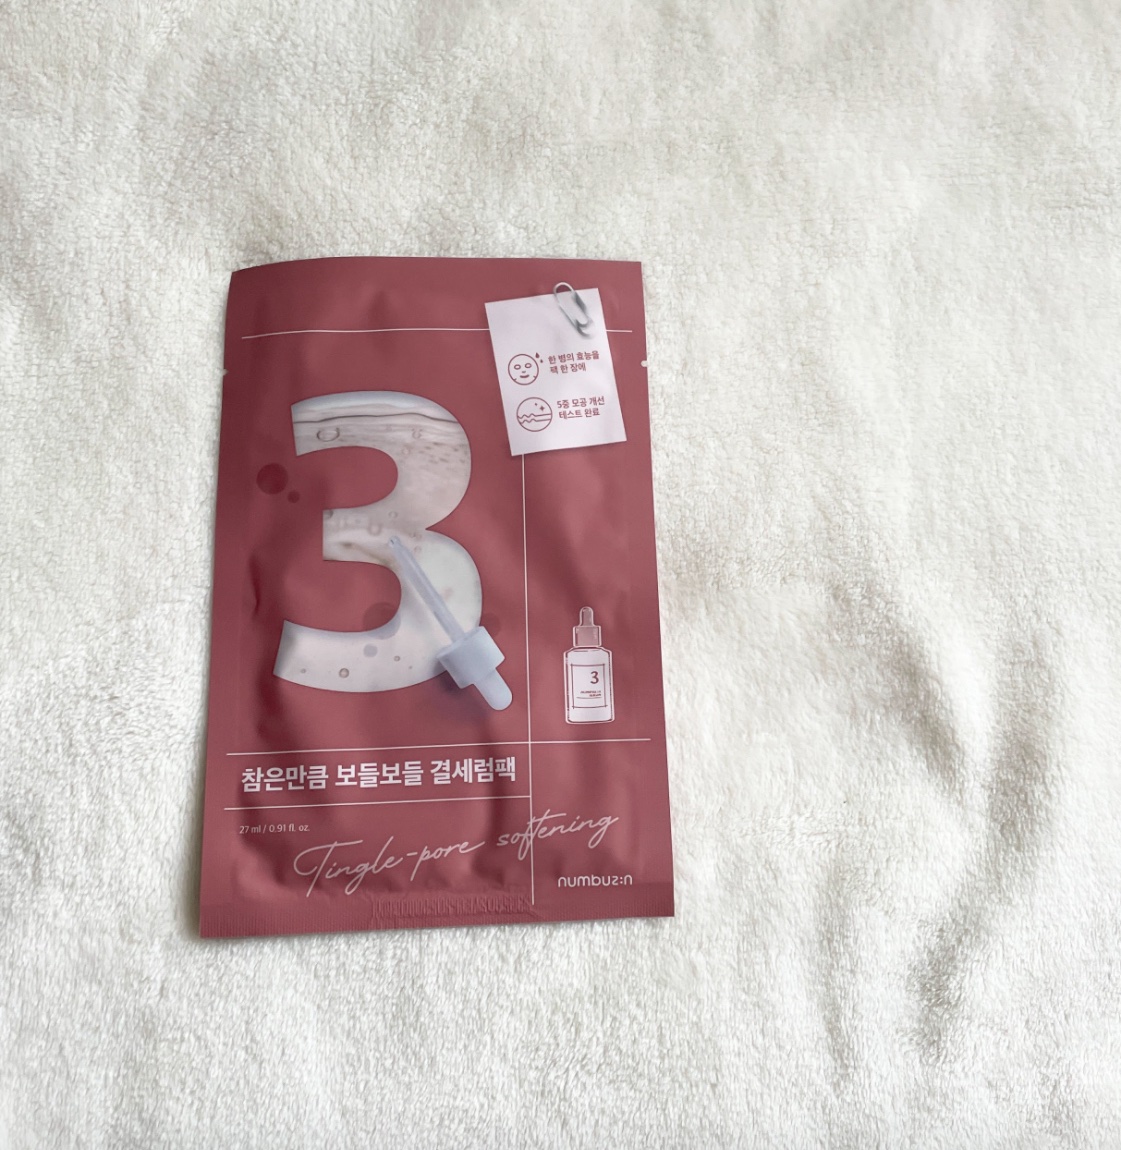 한 병의 효능을
팩 한 장에
5중 모공 개선
테스트 완료
3
3
참은만큼 보들보들 결세럼팩
27 ml / 0.91 fl. oz.
Tingle-pore softening
numbuz:n